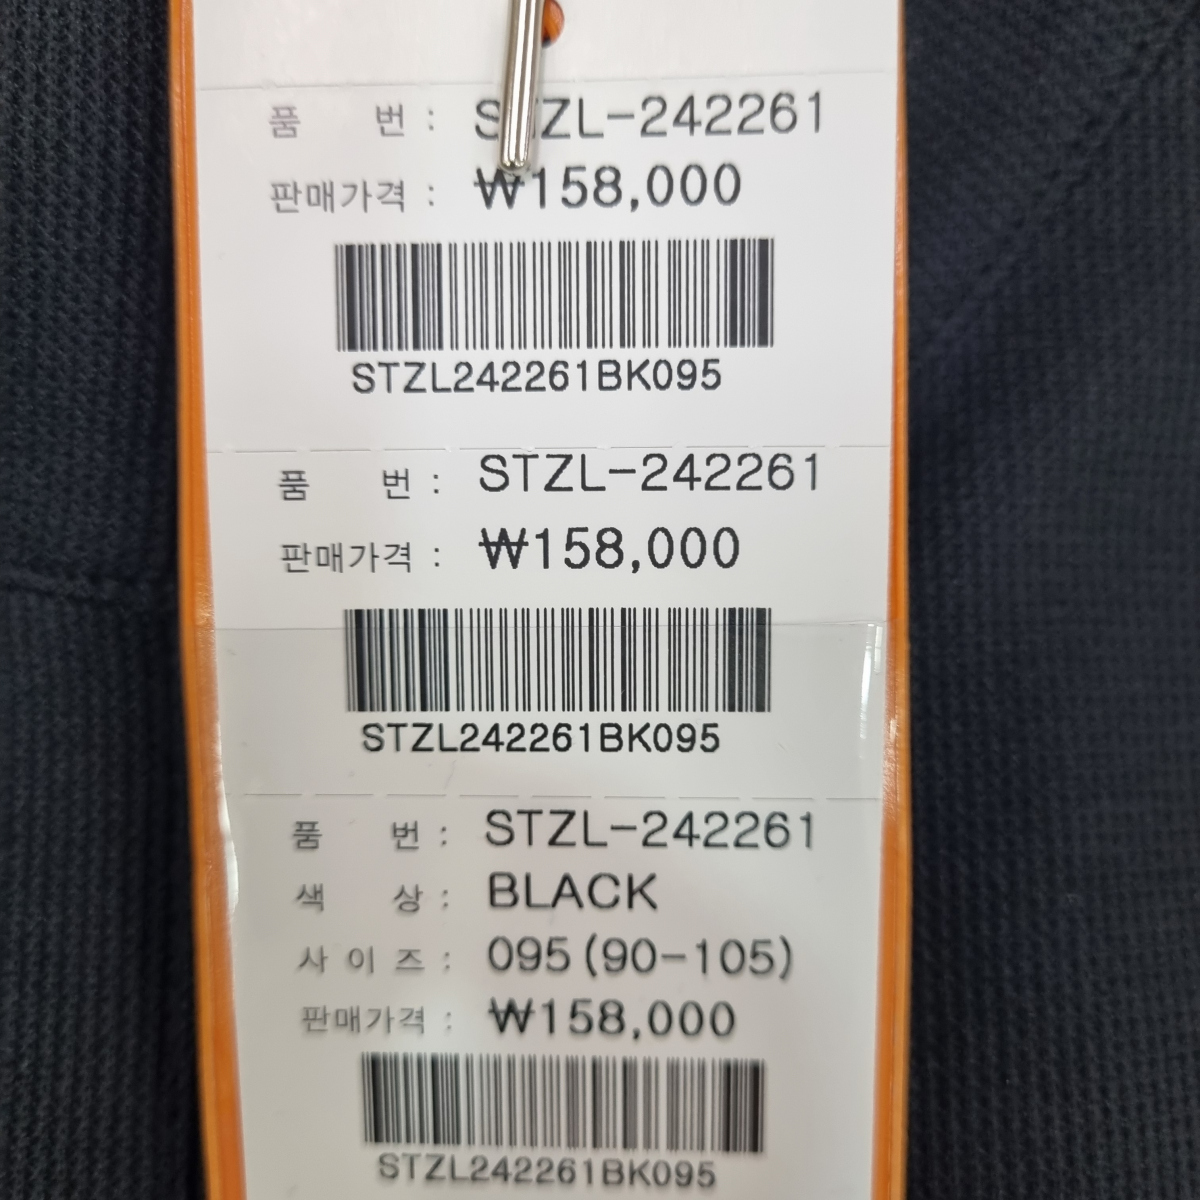 품 번 : STZL-242261
판매가격 : ₩158,000
STZL242261BK095
품 번 : STZL-242261
판매가격 : ₩158,000
STZL242261BK095
품 번 : STZL-242261
색 상 : BLACK
사 이 즈 : 095(90-105)
판매가격 : ₩158,000
STZL242261BK095